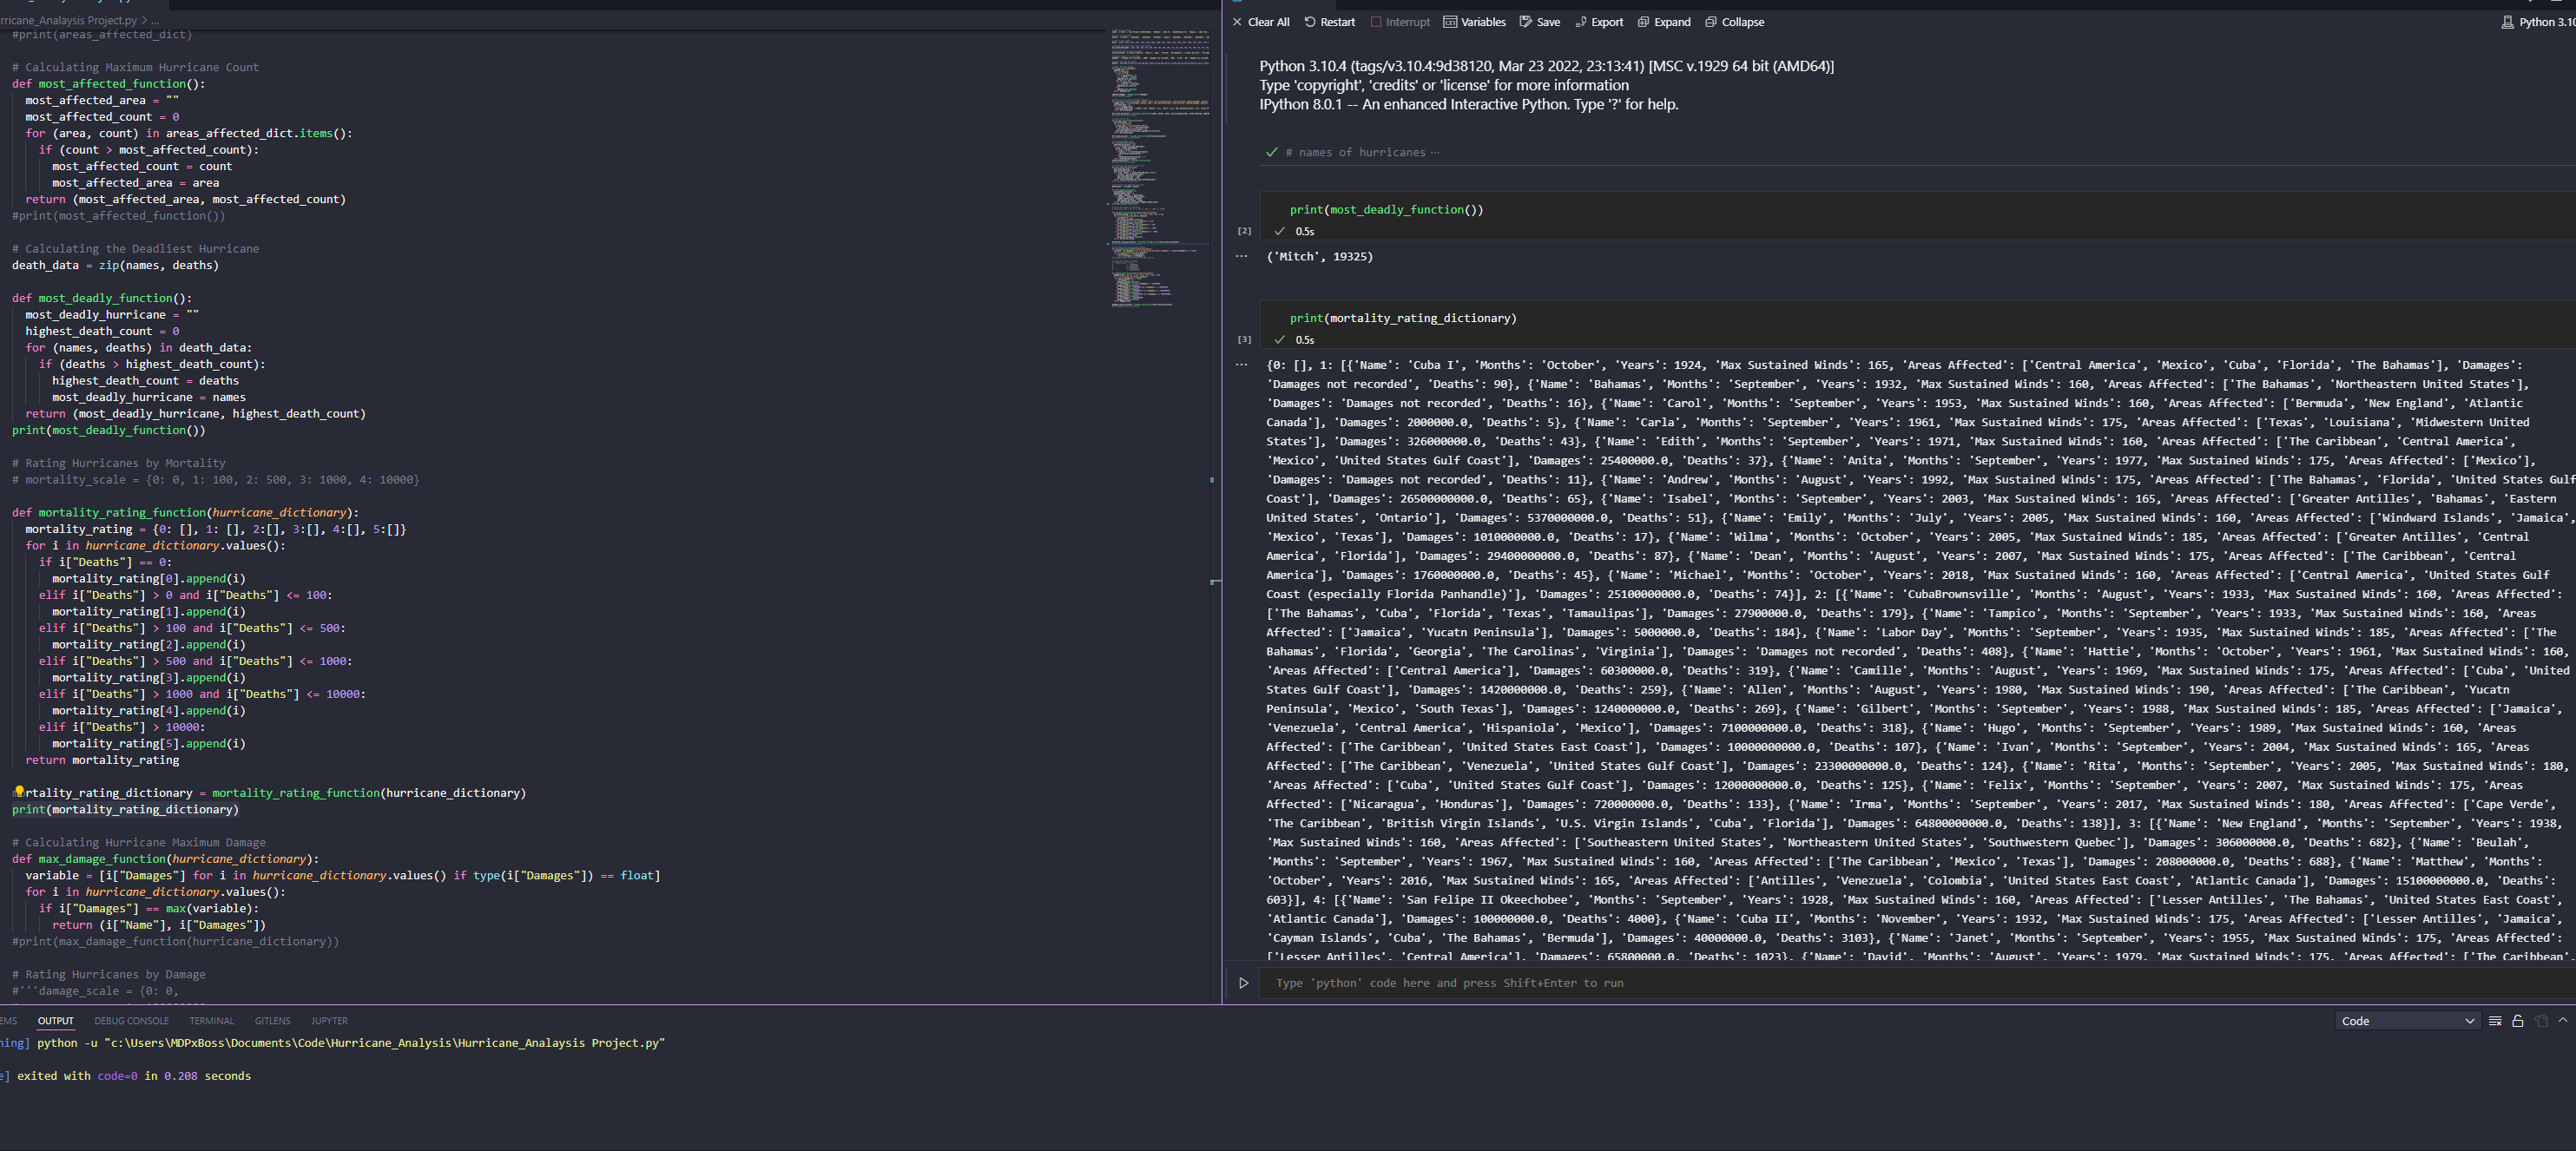 rricane_Analaysis Project.py > ...
#print(areas_affected_dict)
# Calculating Maximum Hurricane Count
def most_affected_function():
most_affected_area = ""
most_affected_count = 0
for (area, count) in areas_affected_dict.items():
if (count > most_affected_count):
most_affected_count = count
most_affected_area = area
return (most_affected_area, most_affected_count)
#print(most_affected_function())
# Calculating the Deadliest Hurricane
death_data = zip(names, deaths)
def most_deadly_function():
most_deadly_hurricane = ""
highest_death_count = 0
for (names, deaths) in death_data:
if (deaths > highest_death_count):
highest_death_count = deaths
most_deadly_hurricane = names
return (most_deadly_hurricane, highest_death_count)
print(most_deadly_function())
# Rating Hurricanes by Mortality
# mortality_scale = {0: 0, 1: 100, 2: 500, 3: 1000, 4: 10000}
def mortality_rating_function(hurricane_dictionary):
mortality_rating = {0: [], 1: [], 2:[], 3:[], 4:[], 5:[]}
for i in hurricane_dictionary.values():
if i["Deaths"] == 0:
mortality_rating[0].append(i)
elif i["Deaths"] > 0 and i["Deaths"] <= 100:
mortality_rating[1].append(i)
elif i["Deaths"] > 100 and i["Deaths"] <= 500:
mortality_rating[2].append(i)
elif i["Deaths"] > 500 and i["Deaths"] <= 1000:
mortality_rating[3].append(i)
elif i["Deaths"] > 1000 and i["Deaths"] <= 10000:
mortality_rating[4].append(i)
elif i["Deaths"] > 10000:
mortality_rating[5].append(i)
return mortality_rating
rtality_rating_dictionary = mortality_rating_function(hurricane_dictionary)
print(mortality_rating_dictionary)
# Calculating Hurricane Maximum Damage
def max_damage_function(hurricane_dictionary):
variable = [i["Damages"] for i in hurricane_dictionary.values() if type(i["Damages"]) == float]
for i in hurricane_dictionary.values():
if i["Damages"] == max(variable):
return (i["Name"], i["Damages"])
#print(max_damage_function(hurricane_dictionary))
# Rating Hurricanes by Damage
#'''damage_scale = {0: 0,
Clear All Restart Interrupt Variables Save Export Expand Collapse
Python 3.10
Python 3.10.4 (tags/v3.10.4:9d38120, Mar 23 2022, 23:13:41) [MSC v.1929 64 bit (AMD64)]
Type 'copyright', 'credits' or 'license' for more information
IPython 8.0.1 -- An enhanced Interactive Python. Type '?' for help.
# names of hurricanes ...
print(most_deadly_function())
[2] 0.5s
... ('Mitch', 19325)
print(mortality_rating_dictionary)
[3] 0.5s
... {0: [], 1: [{'Name': 'Cuba I', 'Months': 'October', 'Years': 1924, 'Max Sustained Winds': 165, 'Areas Affected': ['Central America', 'Mexico', 'Cuba', 'Florida', 'The Bahamas'], 'Damages':
'Damages not recorded', 'Deaths': 90}, {'Name': 'Bahamas', 'Months': 'September', 'Years': 1932, 'Max Sustained Winds': 160, 'Areas Affected': ['The Bahamas', 'Northeastern United States'],
'Damages': 'Damages not recorded', 'Deaths': 16}, {'Name': 'Carol', 'Months': 'September', 'Years': 1953, 'Max Sustained Winds': 160, 'Areas Affected': ['Bermuda', 'New England', 'Atlantic
Canada'], 'Damages': 2000000.0, 'Deaths': 5}, {'Name': 'Carla', 'Months': 'September', 'Years': 1961, 'Max Sustained Winds': 175, 'Areas Affected': ['Texas', 'Louisiana', 'Midwestern United
States'], 'Damages': 326000000.0, 'Deaths': 43}, {'Name': 'Edith', 'Months': 'September', 'Years': 1971, 'Max Sustained Winds': 160, 'Areas Affected': ['The Caribbean', 'Central America',
'Mexico', 'United States Gulf Coast'], 'Damages': 25400000.0, 'Deaths': 37}, {'Name': 'Anita', 'Months': 'September', 'Years': 1977, 'Max Sustained Winds': 175, 'Areas Affected': ['Mexico'],
'Damages': 'Damages not recorded', 'Deaths': 11}, {'Name': 'Andrew', 'Months': 'August', 'Years': 1992, 'Max Sustained Winds': 175, 'Areas Affected': ['The Bahamas', 'Florida', 'United States Gulf
Coast'], 'Damages': 26500000000.0, 'Deaths': 65}, {'Name': 'Isabel', 'Months': 'September', 'Years': 2003, 'Max Sustained Winds': 165, 'Areas Affected': ['Greater Antilles', 'Bahamas', 'Eastern
United States', 'Ontario'], 'Damages': 5370000000.0, 'Deaths': 51}, {'Name': 'Emily', 'Months': 'July', 'Years': 2005, 'Max Sustained Winds': 160, 'Areas Affected': ['Windward Islands', 'Jamaica',
'Mexico', 'Texas'], 'Damages': 1010000000.0, 'Deaths': 17}, {'Name': 'Wilma', 'Months': 'October', 'Years': 2005, 'Max Sustained Winds': 185, 'Areas Affected': ['Greater Antilles', 'Central
America', 'Florida'], 'Damages': 29400000000.0, 'Deaths': 87}, {'Name': 'Dean', 'Months': 'August', 'Years': 2007, 'Max Sustained Winds': 175, 'Areas Affected': ['The Caribbean', 'Central
America'], 'Damages': 1760000000.0, 'Deaths': 45}, {'Name': 'Michael', 'Months': 'October', 'Years': 2018, 'Max Sustained Winds': 160, 'Areas Affected': ['Central America', 'United States Gulf
Coast (especially Florida Panhandle)'], 'Damages': 25100000000.0, 'Deaths': 74}], 2: [{'Name': 'CubaBrownsville', 'Months': 'August', 'Years': 1933, 'Max Sustained Winds': 160, 'Areas Affected':
['The Bahamas', 'Cuba', 'Florida', 'Texas', 'Tamaulipas'], 'Damages': 27900000.0, 'Deaths': 179}, {'Name': 'Tampico', 'Months': 'September', 'Years': 1933, 'Max Sustained Winds': 160, 'Areas
Affected': ['Jamaica', 'Yucatn Peninsula'], 'Damages': 5000000.0, 'Deaths': 184}, {'Name': 'Labor Day', 'Months': 'September', 'Years': 1935, 'Max Sustained Winds': 185, 'Areas Affected': ['The
Bahamas', 'Florida', 'Georgia', 'The Carolinas', 'Virginia'], 'Damages': 'Damages not recorded', 'Deaths': 408}, {'Name': 'Hattie', 'Months': 'October', 'Years': 1961, 'Max Sustained Winds': 160,
'Areas Affected': ['Central America'], 'Damages': 60300000.0, 'Deaths': 319}, {'Name': 'Camille', 'Months': 'August', 'Years': 1969, 'Max Sustained Winds': 175, 'Areas Affected': ['Cuba', 'United
States Gulf Coast'], 'Damages': 1420000000.0, 'Deaths': 259}, {'Name': 'Allen', 'Months': 'August', 'Years': 1980, 'Max Sustained Winds': 190, 'Areas Affected': ['The Caribbean', 'Yucatn
Peninsula', 'Mexico', 'South Texas'], 'Damages': 1240000000.0, 'Deaths': 269}, {'Name': 'Gilbert', 'Months': 'September', 'Years': 1988, 'Max Sustained Winds': 185, 'Areas Affected': ['Jamaica',
'Venezuela', 'Central America', 'Hispaniola', 'Mexico'], 'Damages': 7100000000.0, 'Deaths': 318}, {'Name': 'Hugo', 'Months': 'September', 'Years': 1989, 'Max Sustained Winds': 160, 'Areas
Affected': ['The Caribbean', 'United States East Coast'], 'Damages': 10000000000.0, 'Deaths': 107}, {'Name': 'Ivan', 'Months': 'September', 'Years': 2004, 'Max Sustained Winds': 165, 'Areas
Affected': ['The Caribbean', 'Venezuela', 'United States Gulf Coast'], 'Damages': 23300000000.0, 'Deaths': 124}, {'Name': 'Rita', 'Months': 'September', 'Years': 2005, 'Max Sustained Winds': 180,
'Areas Affected': ['Cuba', 'United States Gulf Coast'], 'Damages': 12000000000.0, 'Deaths': 125}, {'Name': 'Felix', 'Months': 'September', 'Years': 2007, 'Max Sustained Winds': 175, 'Areas
Affected': ['Nicaragua', 'Honduras'], 'Damages': 720000000.0, 'Deaths': 133}, {'Name': 'Irma', 'Months': 'September', 'Years': 2017, 'Max Sustained Winds': 180, 'Areas Affected': ['Cape Verde',
'The Caribbean', 'British Virgin Islands', 'U.S. Virgin Islands', 'Cuba', 'Florida'], 'Damages': 64800000000.0, 'Deaths': 138}], 3: [{'Name': 'New England', 'Months': 'September', 'Years': 1938,
'Max Sustained Winds': 160, 'Areas Affected': ['Southeastern United States', 'Northeastern United States', 'Southwestern Quebec'], 'Damages': 306000000.0, 'Deaths': 682}, {'Name': 'Beulah',
'Months': 'September', 'Years': 1967, 'Max Sustained Winds': 160, 'Areas Affected': ['The Caribbean', 'Mexico', 'Texas'], 'Damages': 208000000.0, 'Deaths': 688}, {'Name': 'Matthew', 'Months':
'October', 'Years': 2016, 'Max Sustained Winds': 165, 'Areas Affected': ['Antilles', 'Venezuela', 'Colombia', 'United States East Coast', 'Atlantic Canada'], 'Damages': 15100000000.0, 'Deaths':
603}], 4: [{'Name': 'San Felipe II Okeechobee', 'Months': 'September', 'Years': 1928, 'Max Sustained Winds': 160, 'Areas Affected': ['Lesser Antilles', 'The Bahamas', 'United States East Coast',
'Atlantic Canada'], 'Damages': 100000000.0, 'Deaths': 4000}, {'Name': 'Cuba II', 'Months': 'November', 'Years': 1932, 'Max Sustained Winds': 175, 'Areas Affected': ['Lesser Antilles', 'Jamaica',
'Cayman Islands', 'Cuba', 'The Bahamas', 'Bermuda'], 'Damages': 40000000.0, 'Deaths': 3103}, {'Name': 'Janet', 'Months': 'September', 'Years': 1955, 'Max Sustained Winds': 175, 'Areas Affected':
['Lesser Antilles', 'Central America'], 'Damages': 65800000.0, 'Deaths': 1023}, {'Name': 'David', 'Months': 'August', 'Years': 1979, 'Max Sustained Winds': 175, 'Areas Affected': ['The Caribbean',
Type 'python' code here and press Shift+Enter to run
EMS OUTPUT DEBUG CONSOLE TERMINAL GITLENS JUPYTER
Code
ning] python -u "c:\Users\MDPxBoss\Documents\Code\Hurricane_Analysis\Hurricane_Analaysis Project.py"
e] exited with code=0 in 0.208 seconds